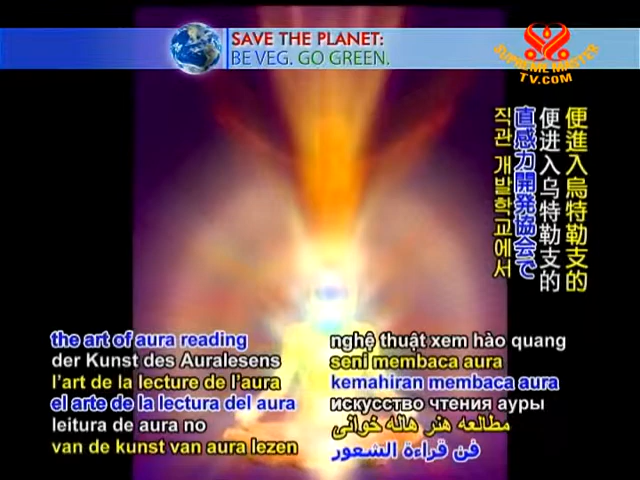 SAVE THE PLANET:
BE VEG. GO GREEN.
SUPREME MASTER
TV.COM
便進入烏特勒支的
便进入乌特勒支的
直感力開発協会で
직관 개발학교에서
the art of aura reading
der Kunst des Auralesens
l'art de la lecture de l'aura
el arte de la lectura del aura
leitura de aura no
van de kunst van aura lezen
nghệ thuật xem hào quang
seni membaca aura
kemahiran membaca aura
искусство чтения ауры
مطالعه هنر هاله خوانی
فن قراءة الشعور